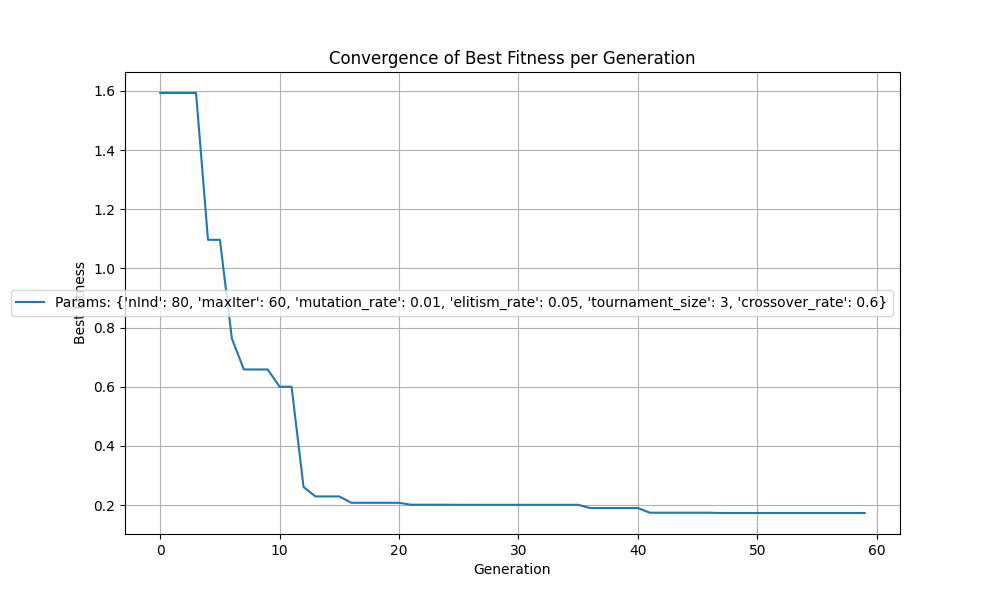 Convergence of Best Fitness per Generation
1.6
1.4
1.2
1.0
0.8
0.6
0.4
0.2
Best Fitness
Params: {'nInd': 80, 'maxIter': 60, 'mutation_rate': 0.01, 'elitism_rate': 0.05, 'tournament_size': 3, 'crossover_rate': 0.6}
0 10 20 30 40 50 60
Generation